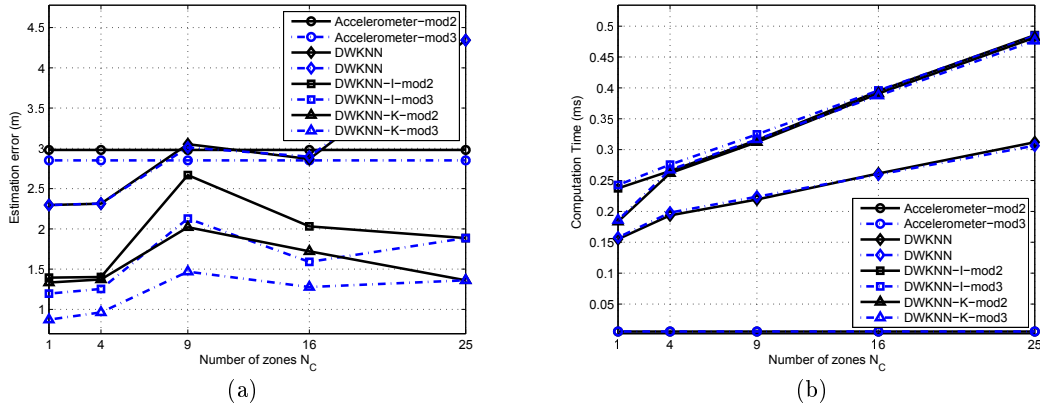 4.5
4
3.5
3
2.5
2
1.5
1
Estimation error (m)
1 4 9 16 25
Number of zones N_C
Accelerometer−mod2
Accelerometer−mod3
DWKNN
DWKNN
DWKNN−I−mod2
DWKNN−I−mod3
DWKNN−K−mod2
DWKNN−K−mod3
(a)
0.5
0.45
0.4
0.35
0.3
0.25
0.2
0.15
0.1
0.05
Computation Time (ms)
1 4 9 16 25
Number of zones N_C
Accelerometer−mod2
Accelerometer−mod3
DWKNN
DWKNN
DWKNN−I−mod2
DWKNN−I−mod3
DWKNN−K−mod2
DWKNN−K−mod3
(b)